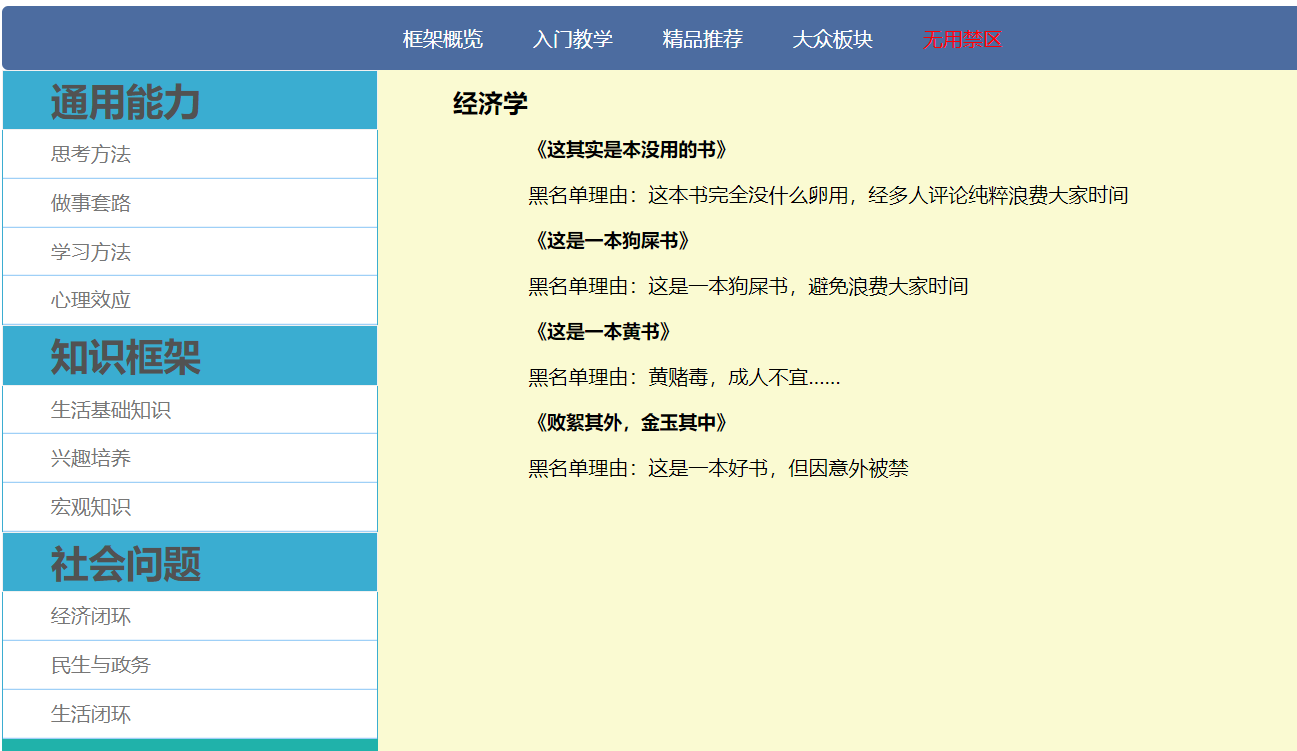 框架概览 入门教学 精品推荐 大众板块 无用禁区
通用能力
思考方法
做事套路
学习方法
心理效应
知识框架
生活基础知识
兴趣培养
宏观知识
社会问题
经济闭环
民生与政务
生活闭环
经济学
《这其实是本没用的书》
黑名单理由：这本书完全没什么卵用，经多人评论纯粹浪费大家时间
《这是一本狗屎书》
黑名单理由：这是一本狗屎书，避免浪费大家时间
《这是一本黄书》
黑名单理由：黄赌毒，成人不宜……
《败絮其外，金玉其中》
黑名单理由：这是一本好书，但因意外被禁